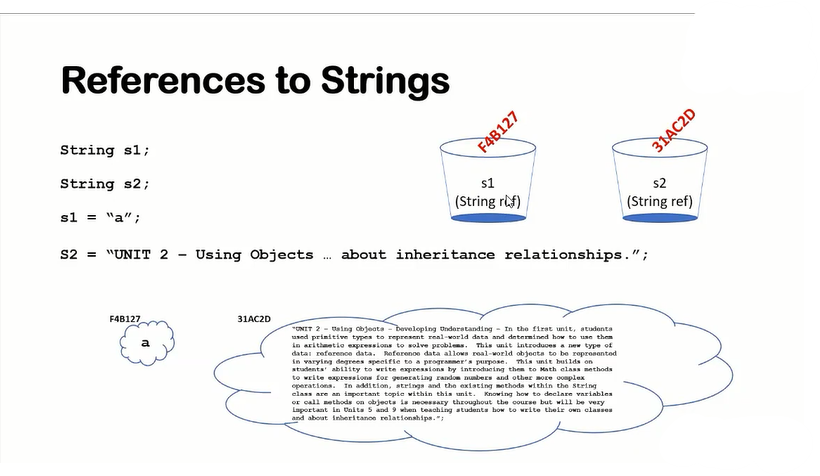 References to Strings
F4B127
31AC2D
String s1;
s1
(String ref)
s2
(String ref)
String s2;
s1 = “a”;
S2 = “UNIT 2 – Using Objects … about inheritance relationships.”;
F4B127
a
31AC2D
"UNIT 2 – Using Objects – Developing Understanding – In the first unit, students
used primitive types to represent real-world data and determined how to use them
in arithmetic expressions to solve problems. This unit introduces a new type of
data: reference data. Reference data allows real-world objects to be represented
in varying degrees specific to a programmer's purpose. This unit builds on
students' ability to write expressions by introducing them to Math class methods
to write expressions for generating random numbers and other more complex
operations. In addition, strings and the existing methods within the String
class are an important topic within this unit. Knowing how to declare variables
or call methods on objects is necessary throughout the course but will be very
important in Units 5 and 9 when teaching students how to write their own classes
and about inheritance relationships.";